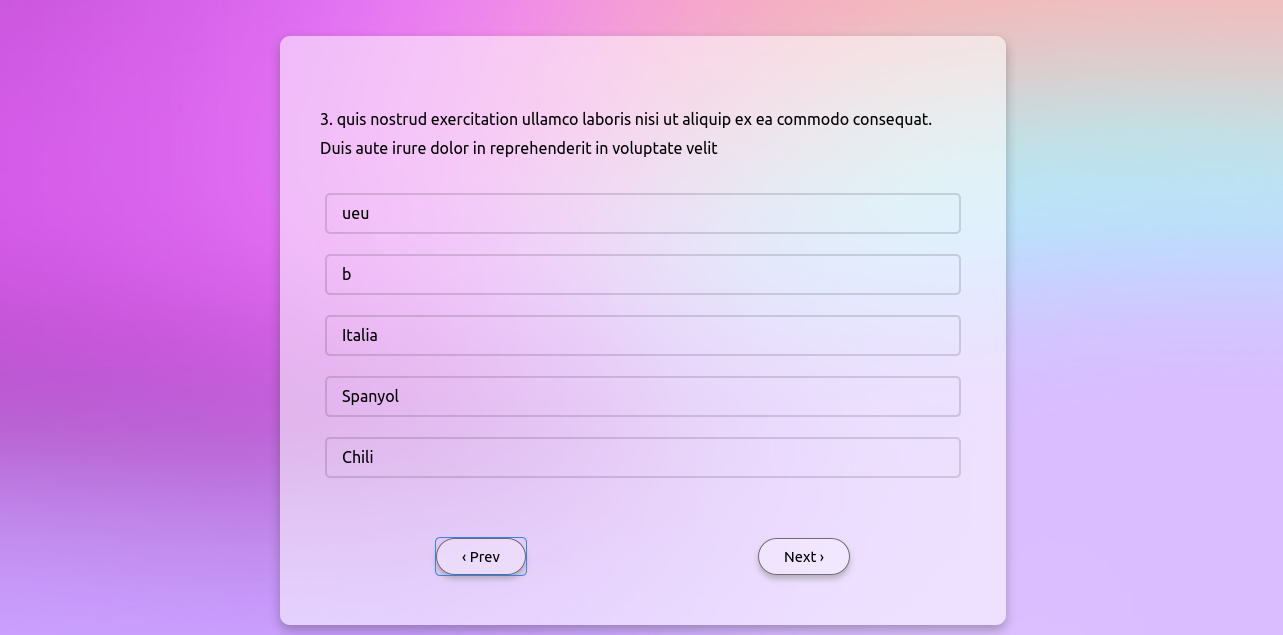 3. quis nostrud exercitation ullamco laboris nisi ut aliquip ex ea commodo consequat.
Duis aute irure dolor in reprehenderit in voluptate velit
ueu
b
Italia
Spanyol
Chili
‹ Prev
Next ›